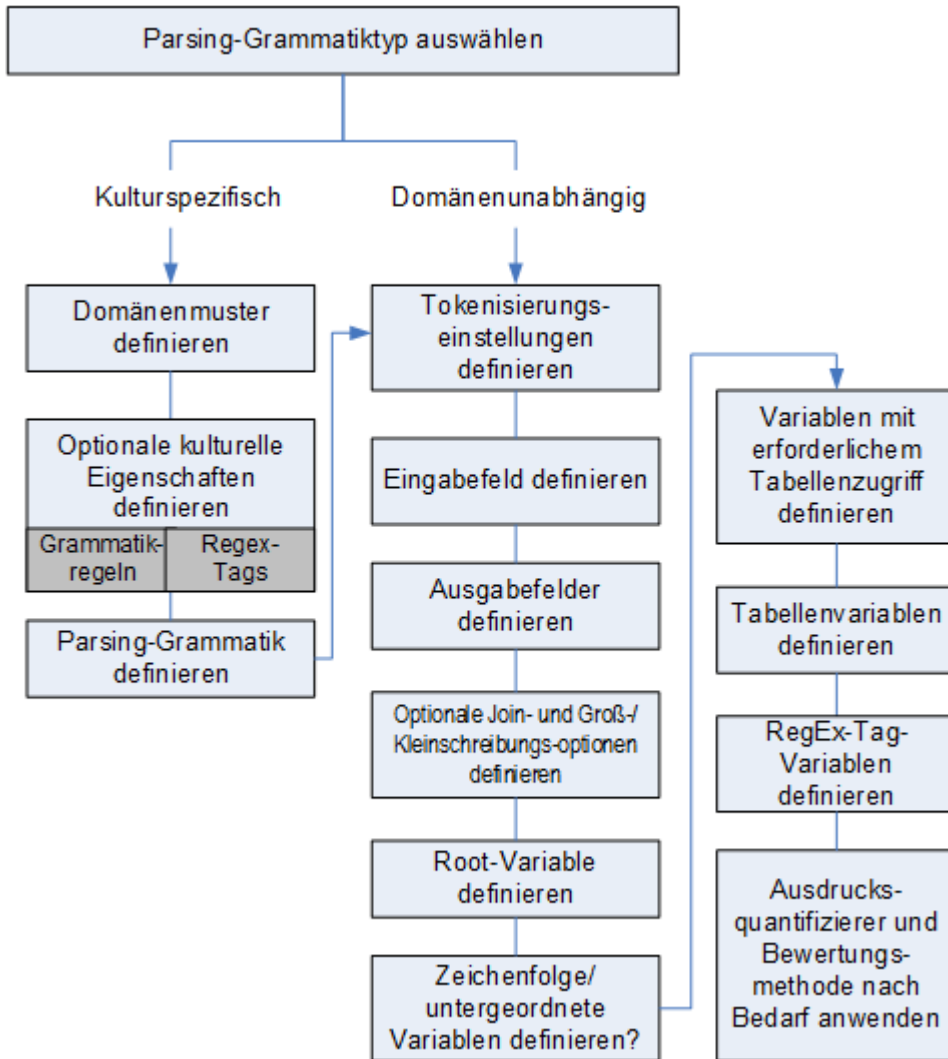 Parsing-Grammatiktyp auswählen
Kulturspezifisch
Domänenunabhängig
Domänenmuster
definieren
Optionale kulturelle
Eigenschaften
definieren
Grammatik-
regeln
Regex-
Tags
Parsing-Grammatik
definieren
Tokenisierungs-
einstellungen
definieren
Eingabefeld definieren
Ausgabefelder
definieren
Optionale Join- und Groß-/
Kleinschreibungs-optionen
definieren
Root-Variable
definieren
Zeichenfolge/
untergeordnete
Variablen definieren?
Variablen mit
erforderlichem
Tabellenzugriff
definieren
Tabellenvariablen
definieren
RegEx-Tag-
Variablen
definieren
Ausdrucks-
quantifizierer und
Bewertungs-
methode nach
Bedarf anwenden